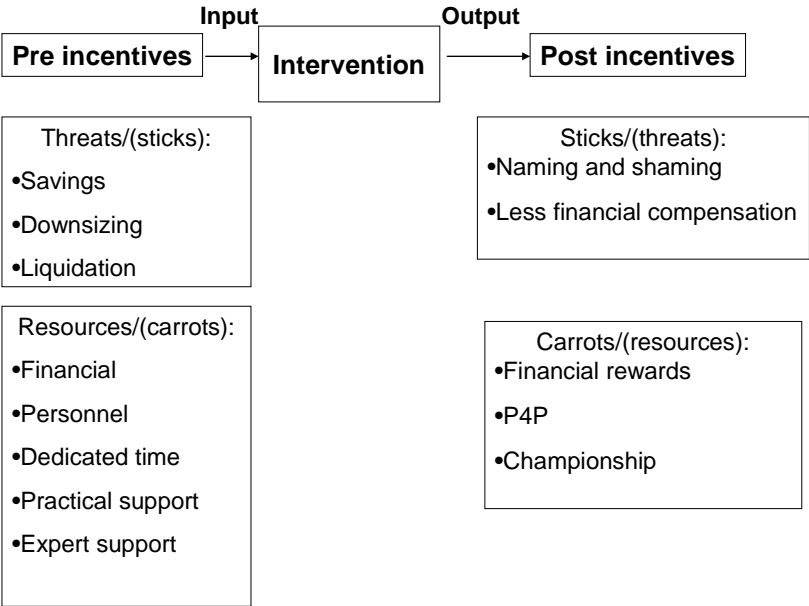 Input
Output
Pre incentives
Intervention
Post incentives
Threats/(sticks):
•Savings
•Downsizing
•Liquidation
Resources/(carrots):
•Financial
•Personnel
•Dedicated time
•Practical support
•Expert support
Sticks/(threats):
•Naming and shaming
•Less financial compensation
Carrots/(resources):
•Financial rewards
•P4P
•Championship